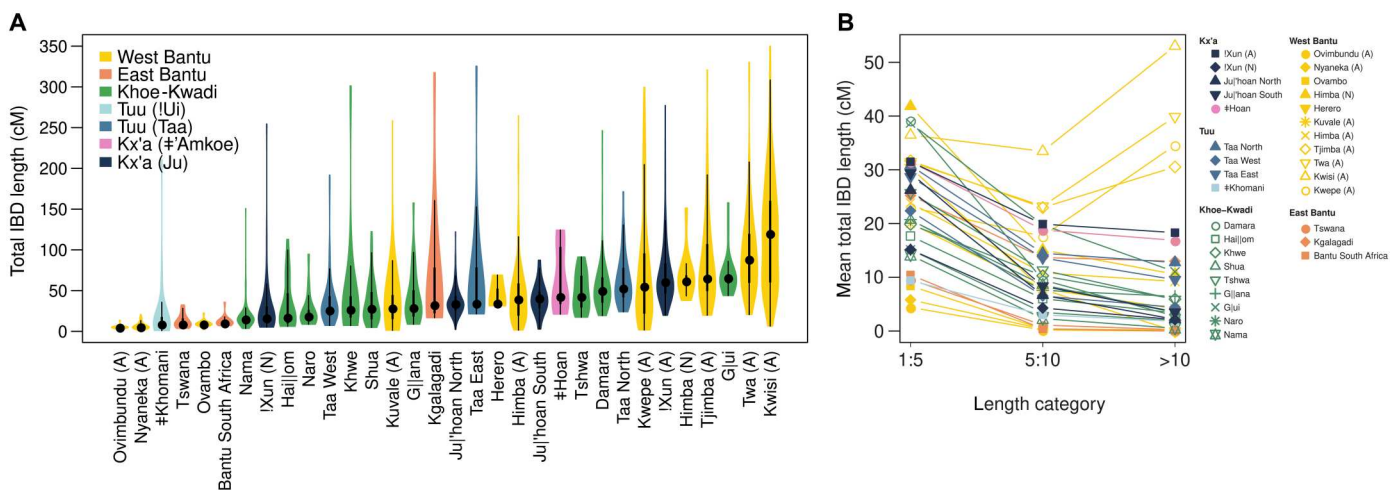 A
Total IBD length (cM)
350
300
250
200
150
100
50
0
West Bantu
East Bantu
Khoe-Kwadi
Tuu (!Ui)
Tuu (Taa)
Kx'a (ǂ'Amkoe)
Kx'a (Ju)
Ovimbundu (A)
Nyaneka (A)
ǂKhomani
Tswana
Ovambo
Bantu South Africa
Nama
!Xun (N)
Hai||om
Naro
Taa West
Khwe
Shua
Kuvale (A)
G||ana
Kgalagadi
Ju|'hoan North
Taa East
Herero
Himba (A)
Ju|'hoan South
ǂHoan
Tshwa
Damara
Taa North
Kwepe (A)
!Xun (A)
Himba (N)
Tjimba (A)
G|ui
Twa (A)
Kwisi (A)
B
Mean total IBD length (cM)
50
40
30
20
10
0
1:5
5:10
>10
Length category
Kx'a
!Xun (A)
!Xun (N)
Ju|'hoan North
Ju|'hoan South
ǂHoan
Tuu
Taa North
Taa West
Taa East
ǂKhomani
Khoe-Kwadi
Damara
Hai||om
Khwe
Shua
Tshwa
G||ana
G|ui
Naro
Nama
West Bantu
Ovimbundu (A)
Nyaneka (A)
Ovambo
Himba (N)
Herero
Kuvale (A)
Himba (A)
Tjimba (A)
Twa (A)
Kwisi (A)
Kwepe (A)
East Bantu
Tswana
Kgalagadi
Bantu South Africa